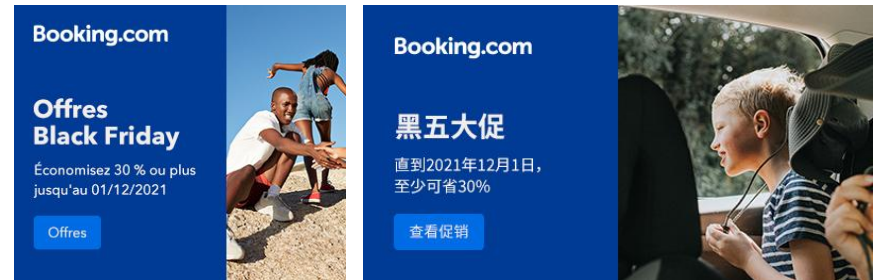 Booking.com
Offres
Black Friday
Économisez 30 % ou plus
jusqu'au 01/12/2021
Offres
Booking.com
黑五大促
直到2021年12月1日，
至少可省30%
查看促销